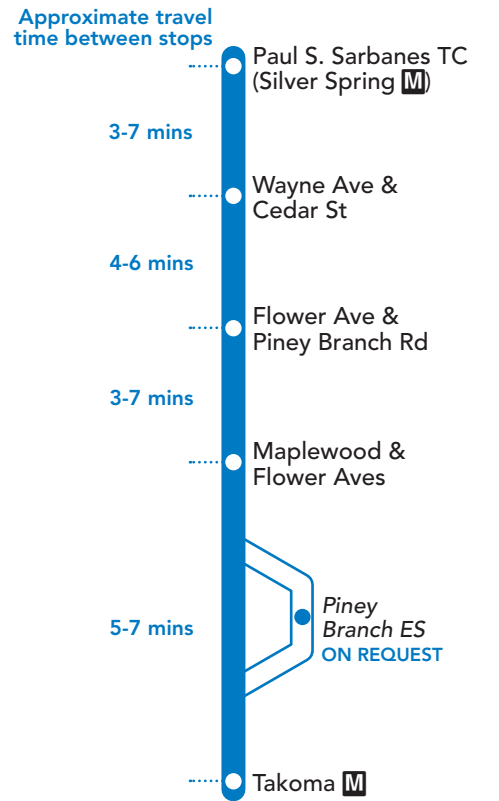 Approximate travel
time between stops
Paul S. Sarbanes TC
(Silver Spring M)
3-7 mins
Wayne Ave &
Cedar St
4-6 mins
Flower Ave &
Piney Branch Rd
3-7 mins
Maplewood &
Flower Aves
5-7 mins
Piney
Branch ES
ON REQUEST
Takoma M